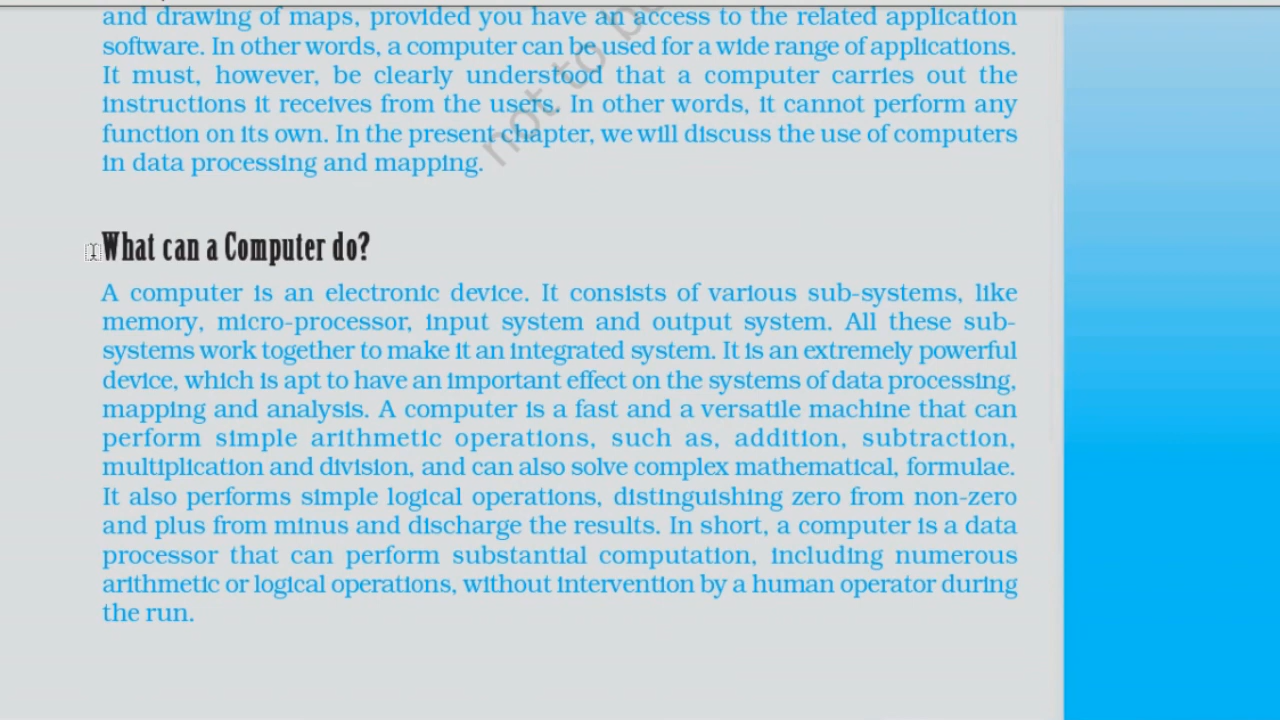 and drawing of maps, provided you have an access to the related application
software. In other words, a computer can be used for a wide range of applications.
It must, however, be clearly understood that a computer carries out the
instructions it receives from the users. In other words, it cannot perform any
function on its own. In the present chapter, we will discuss the use of computers
in data processing and mapping.
not to b
What can a Computer do?
A computer is an electronic device. It consists of various sub-systems, like
memory, micro-processor, input system and output system. All these sub-
systems work together to make it an integrated system. It is an extremely powerful
device, which is apt to have an important effect on the systems of data processing,
mapping and analysis. A computer is a fast and a versatile machine that can
perform simple arithmetic operations, such as, addition, subtraction,
multiplication and division, and can also solve complex mathematical, formulae.
It also performs simple logical operations, distinguishing zero from non-zero
and plus from minus and discharge the results. In short, a computer is a data
processor that can perform substantial computation, including numerous
arithmetic or logical operations, without intervention by a human operator during
the run.